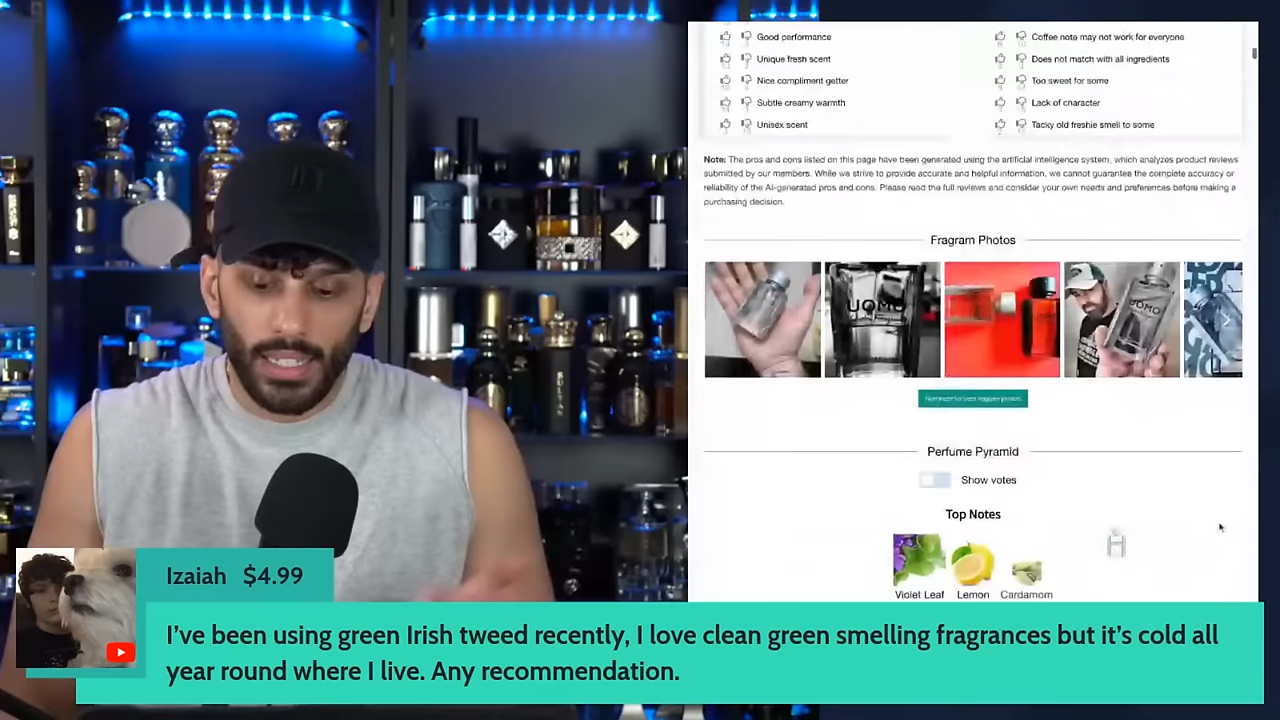 Good performance
Unique fresh scent
Nice compliment getter
Subtle creamy warmth
Unisex scent
Coffee note may not work for everyone
Does not match with all ingredients
Too sweet for some
Lack of character
Tacky old freshie smell to some
Note: The pros and cons listed on this page have been generated using the artificial intelligence system, which analyzes product reviews
submitted by our members. While we strive to provide accurate and helpful information, we cannot guarantee the complete accuracy or
reliability of the AI-generated pros and cons. Please read the full reviews and consider your own needs and preferences before making a
purchasing decision.
Fragram Photos
UOMO
UOMO
Perfume Pyramid
Show votes
Top Notes
Violet Leaf Lemon Cardamom
Izaiah $4.99
I’ve been using green Irish tweed recently, I love clean green smelling fragrances but it’s cold all
year round where I live. Any recommendation.